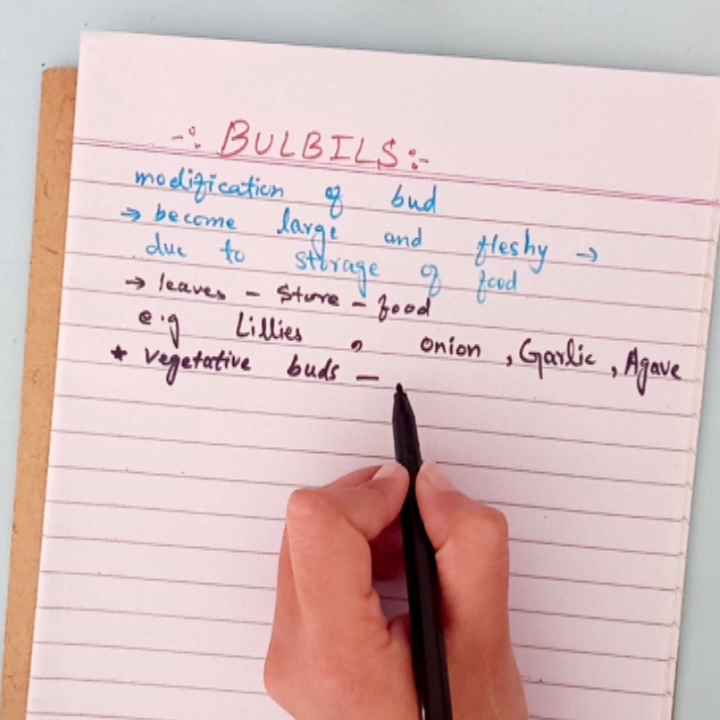 -: BULBILS:-
modification of bud
→ become large and fleshy →
due to storage of food
→ leaves - Store - food
e.g Lillies , onion , Garlic , Agave
* vegetative buds -